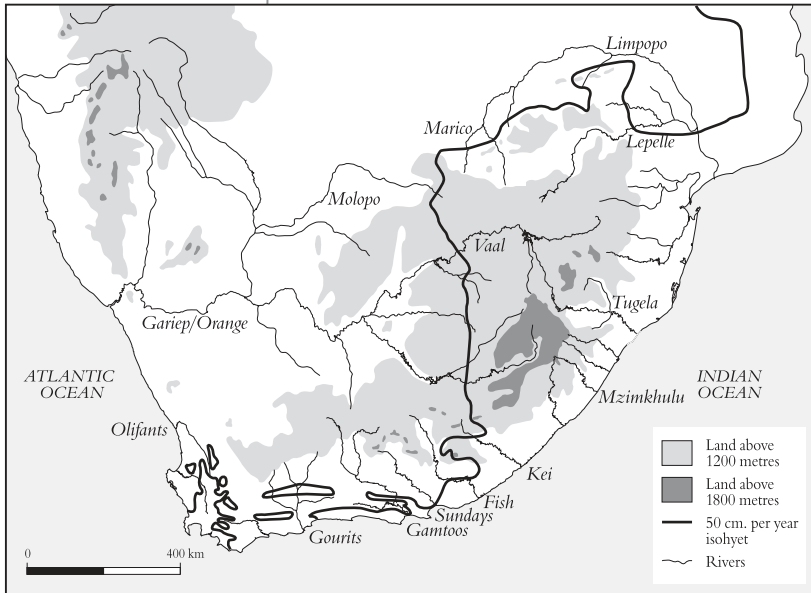 Limpopo
Marico
Lepelle
Molopo
Vaal
Tugela
Gariep/Orange
ATLANTIC
OCEAN
INDIAN
OCEAN
Mzimkhulu
Olifants
Kei
Fish
Sundays
Gamtoos
Gourits
Land above
1200 metres
Land above
1800 metres
50 cm. per year
isohyet
Rivers
0 400 km